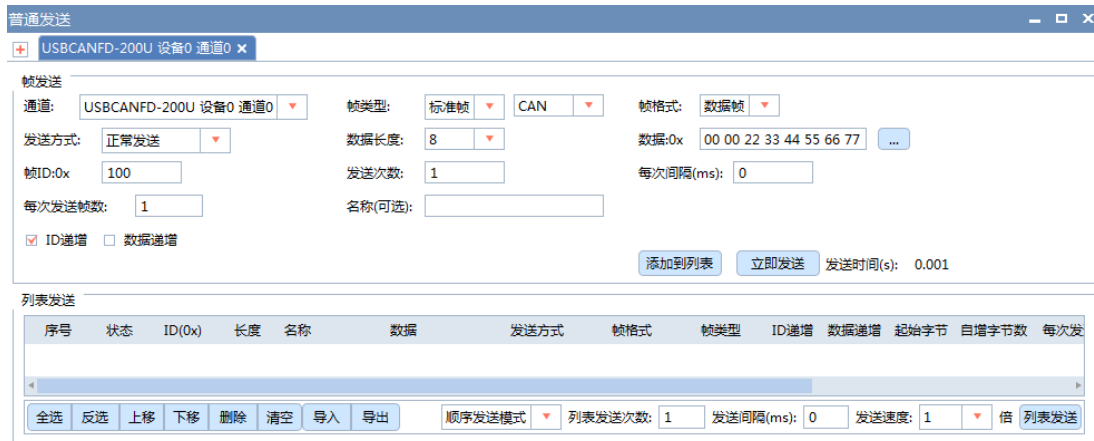 普通发送
USBCANFD-200U 设备0 通道0
帧发送
通道: USBCANFD-200U 设备0 通道0 帧类型: 标准帧 CAN 帧格式: 数据帧
发送方式: 正常发送 数据长度: 8 数据:0x 00 00 22 33 44 55 66 77 ...
帧ID:0x 100 发送次数: 1 每次间隔(ms): 0
每次发送帧数: 1 名称(可选):
ID递增 数据递增
添加到列表 立即发送 发送时间(s): 0.001
列表发送
序号 状态 ID(0x) 长度 名称 数据 发送方式 帧格式 帧类型 ID递增 数据递增 起始字节 自增字节数 每次发
全选 反选 上移 下移 删除 清空 导入 导出 顺序发送模式 列表发送次数: 1 发送间隔(ms): 0 发送速度: 1 倍 列表发送